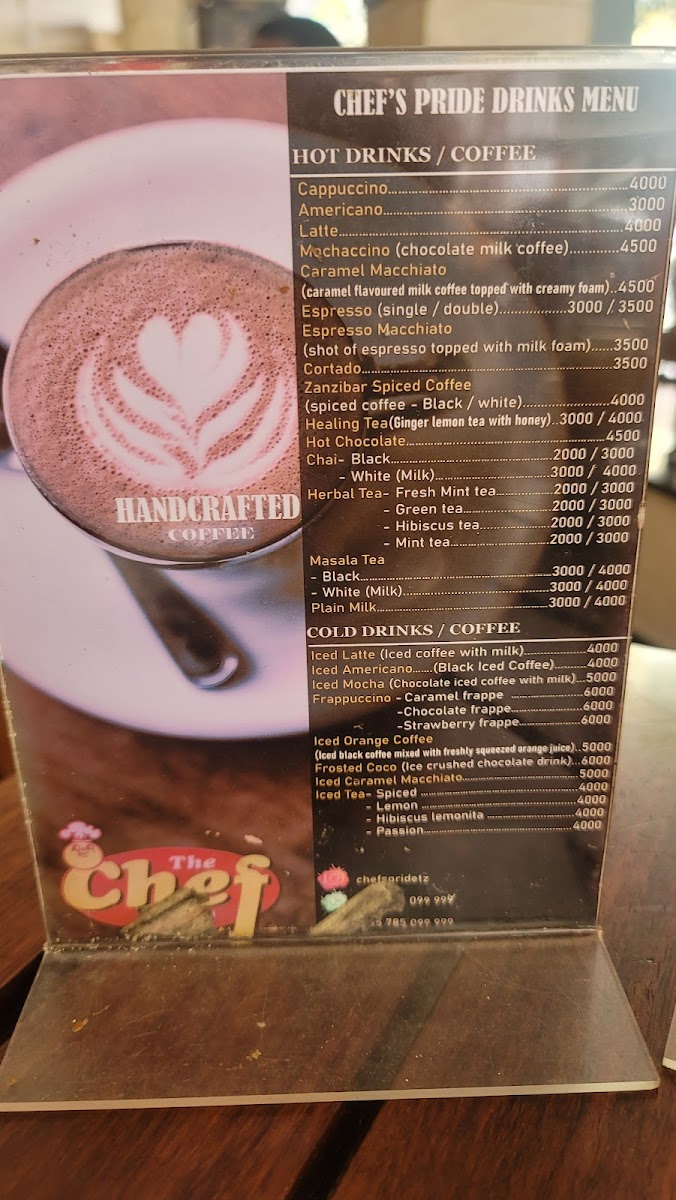 CHEF'S PRIDE DRINKS MENU
HOT DRINKS / COFFEE
Cappuccino......4000
Americano......3000
Latte......4000
Mochaccino (chocolate milk coffee)......4500
Caramel Macchiato
(caramel flavoured milk coffee topped with creamy foam)..4500
Espresso (single / double)......3000 / 3500
Espresso Macchiato
(shot of espresso topped with milk foam)......3500
Cortado......3500
Zanzibar Spiced Coffee
(spiced coffee - Black / white)......4000
Healing Tea(Ginger lemon tea with honey)..3000 / 4000
Hot Chocolate......4500
Chai- Black......2000 / 3000
- White (Milk)......3000 / 4000
Herbal Tea- Fresh Mint tea......2000 / 3000
- Green tea......2000 / 3000
- Hibiscus tea......2000 / 3000
- Mint tea......2000 / 3000
Masala Tea
- Black......3000 / 4000
- White (Milk)......3000 / 4000
Plain Milk......3000 / 4000
COLD DRINKS / COFFEE
Iced Latte (Iced coffee with milk)......4000
Iced Americano......(Black Iced Coffee)......4000
Iced Mocha (Chocolate iced coffee with milk)...5000
Frappuccino - Caramel frappe 6000
-Chocolate frappe......6000
-Strawberry frappe......6000
Iced Orange Coffee
(Iced black coffee mixed with freshly squeezed orange juice)..5000
Frosted Coco (Ice crushed chocolate drink)..6000
Iced Caramel Macchiato......5000
Iced Tea- Spiced ......4000
- Lemon ......4000
- Hibiscus lemonita ......4000
- Passion......4000
HANDCRAFTED
COFFEE
The
Chef
chefspridetz
099 999
785 099 999